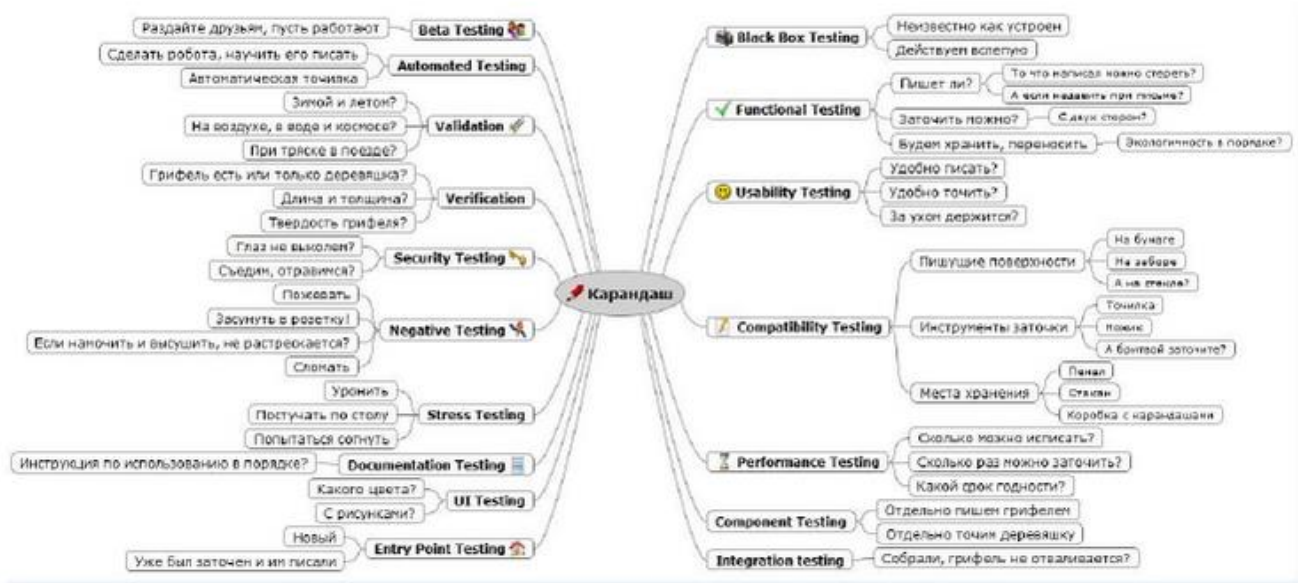 Карандаш
Beta Testing
Раздайте друзьям, пусть работают
Automated Testing
Сделать робота, научить его писать
Автоматическая точилка
Validation
Зимой и летом?
На воздухе, в воде и космосе?
При тряске в поезде?
Verification
Грифель есть или только деревяшка?
Длина и толщина?
Твердость грифеля?
Security Testing
Глаз не выколем?
Съедим, отравимся?
Negative Testing
Пожевать
Засунуть в розетку!
Если намочить и высушить, не растрескается?
Сломать
Stress Testing
Уронить
Постучать по столу
Попытаться согнуть
Documentation Testing
Инструкция по использованию в порядке?
UI Testing
Какого цвета?
С рисунками?
Entry Point Testing
Новый
Уже был заточен и им писали
Black Box Testing
Неизвестно как устроен
Действуем вслепую
Functional Testing
Пишет ли?
То что написал можно стереть?
А если надавить при письме?
Заточить можно?
С двух сторон?
Будем хранить, переносить
Экологичность в порядке?
Usability Testing
Удобно писать?
Удобно точить?
За ухом держится?
Compatibility Testing
Пишущие поверхности
На бумаге
На заборе
А на стекле?
Инструменты заточки
Точилка
Ножик
А бритвой заточите?
Места хранения
Пенал
Стакан
Коробка с карандашами
Performance Testing
Сколько можно исписать?
Сколько раз можно заточить?
Какой срок годности?
Component Testing
Отдельно пишем грифелем
Отдельно точим деревяшку
Integration testing
Собрали, грифель не отваливается?